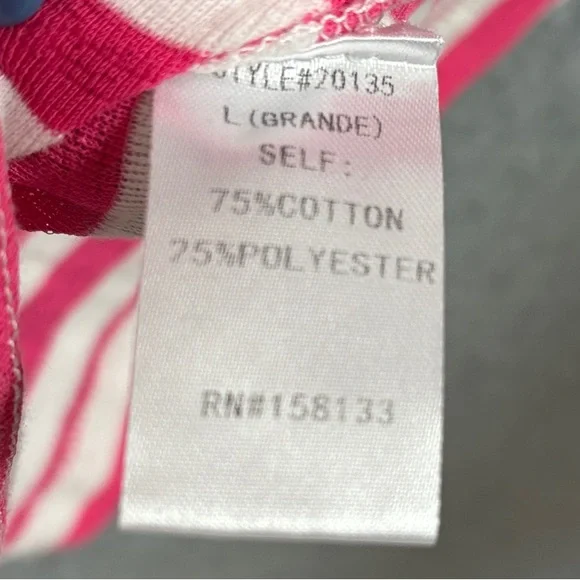 STYLE#20135
L(GRANDE)
SELF:
75%COTTON
25%POLYESTER
RN#158133